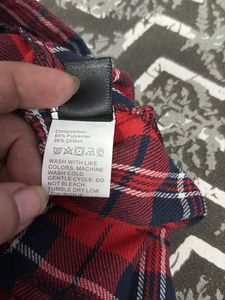 Composition:
65% Polyester
35% Cotton
WASH WITH LIKE
COLORS. MACHINE
WASH COLD
GENTLE CYCLE. DO
NOT BLEACH
TUMBLE DRY LOW